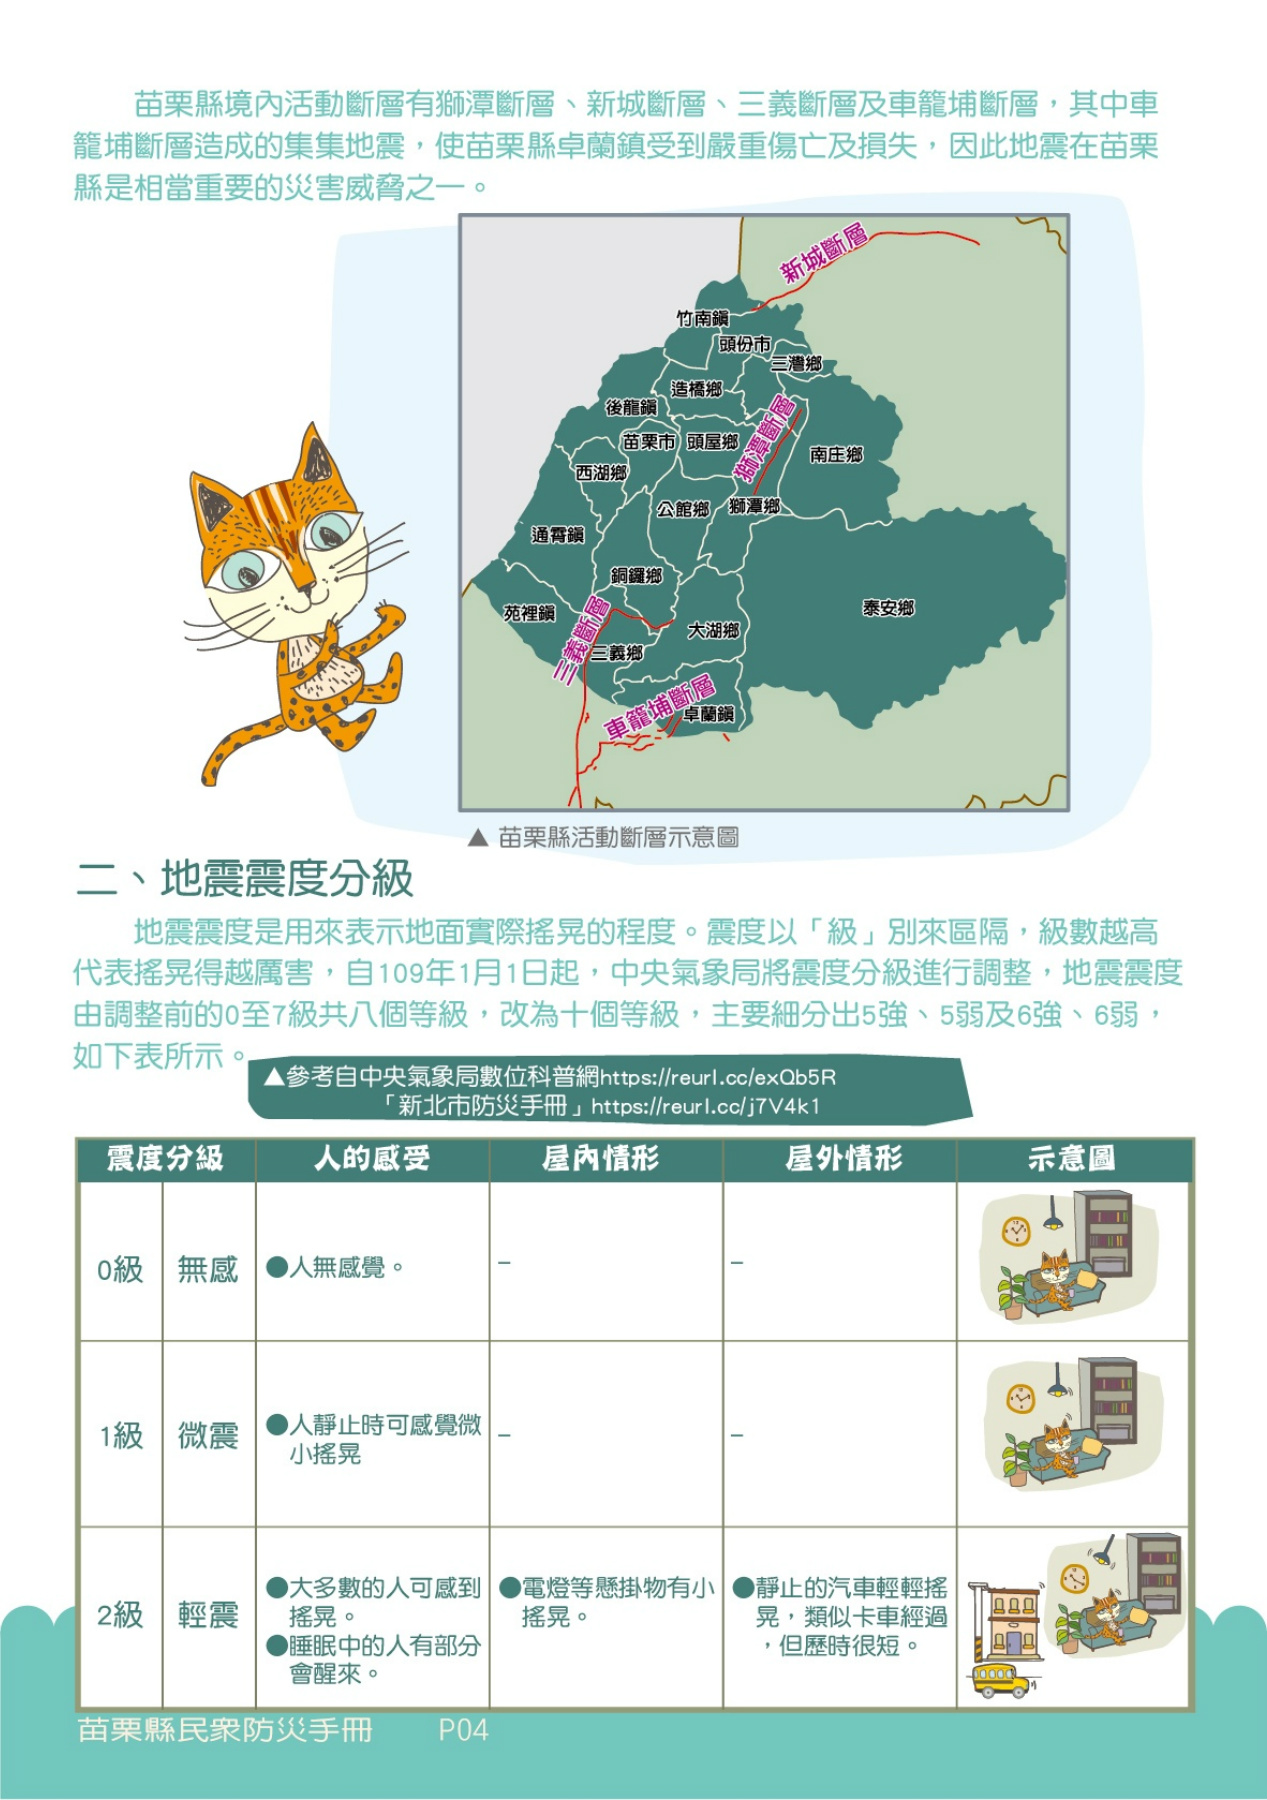 苗栗縣境內活動斷層有獅潭斷層、新城斷層、三義斷層及車籠埔斷層，其中車
籠埔斷層造成的集集地震，使苗栗縣卓蘭鎮受到嚴重傷亡及損失，因此地震在苗栗
縣是相當重要的災害威脅之一。
新城斷層
竹南鎮
頭份市
三灣鄉
造橋鄉
後龍鎮
獅潭斷層
苗栗市
頭屋鄉
南庄鄉
西湖鄉
公館鄉
獅潭鄉
通霄鎮
銅鑼鄉
苑裡鎮
三義斷層
泰安鄉
大湖鄉
三義鄉
車籠埔斷層
卓蘭鎮
▲ 苗栗縣活動斷層示意圖
二、地震震度分級
地震震度是用來表示地面實際搖晃的程度。震度以「級」別來區隔，級數越高
代表搖晃得越厲害，自109年1月1日起，中央氣象局將震度分級進行調整，地震震度
由調整前的0至7級共八個等級，改為十個等級，主要細分出5強、5弱及6強、6弱，
如下表所示。
▲參考自中央氣象局數位科普網https://reurl.cc/exQb5R
「新北市防災手冊」https://reurl.cc/j7V4k1
震度分級 人的感受 屋內情形 屋外情形 示意圖
0級 無感 ●人無感覺。 – –
1級 微震 ●人靜止時可感覺微
小搖晃 – –
2級 輕震
●大多數的人可感到
搖晃。
●睡眠中的人有部分
會醒來。
●電燈等懸掛物有小
搖晃。
●靜止的汽車輕輕搖
晃，類似卡車經過
，但歷時很短。
苗栗縣民眾防災手冊 P04